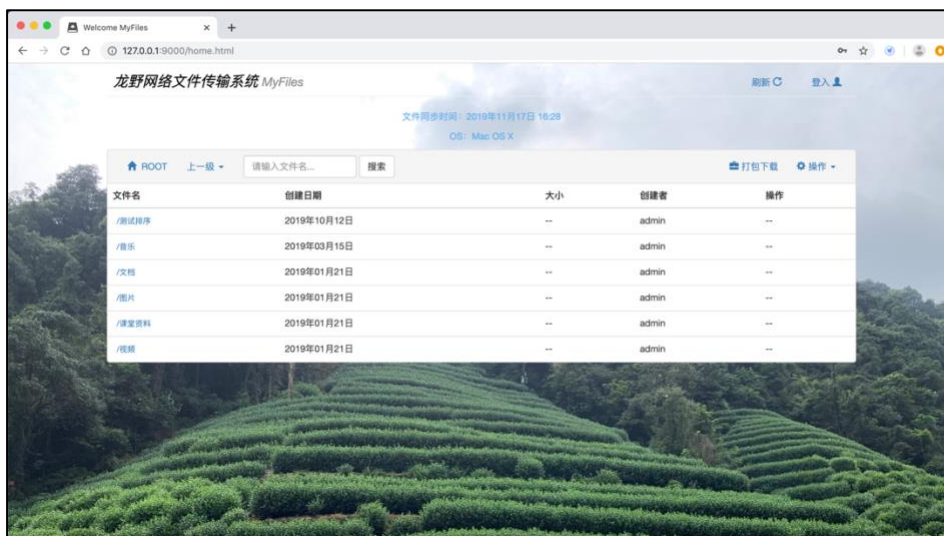 Welcome MyFiles
127.0.0.1:9000/home.html
龙野网络文件传输系统 MyFiles 刷新 登入
文件同步时间：2019年11月17日 16:28
OS：Mac OS X
ROOT 上一级 请输入文件名... 搜索 打包下载 操作
文件名 创建日期 大小 创建者 操作
/测试排序 2019年10月12日 -- admin --
/音乐 2019年03月15日 -- admin --
/文档 2019年01月21日 -- admin --
/图片 2019年01月21日 -- admin --
/课堂资料 2019年01月21日 -- admin --
/视频 2019年01月21日 -- admin --